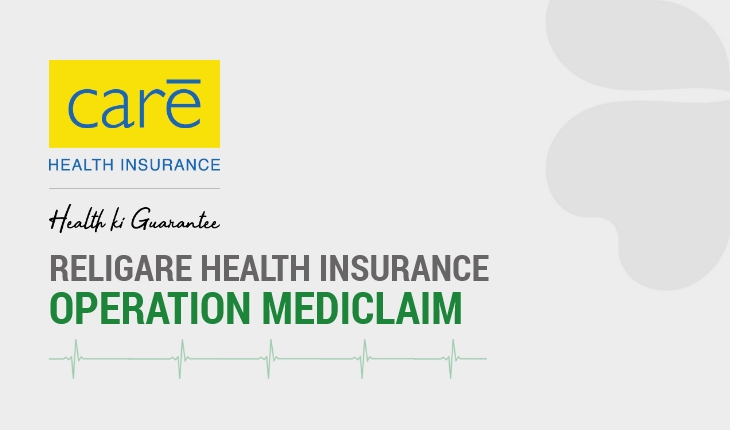 carē
HEALTH INSURANCE
Health ki Guarantee
RELIGARE HEALTH INSURANCE
OPERATION MEDICLAIM